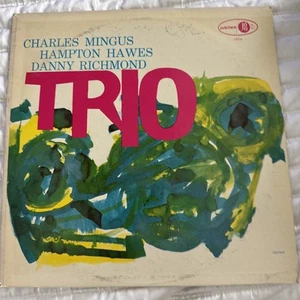 CHARLES MINGUS
HAMPTON HAWES
DANNY RICHMOND
TRIO